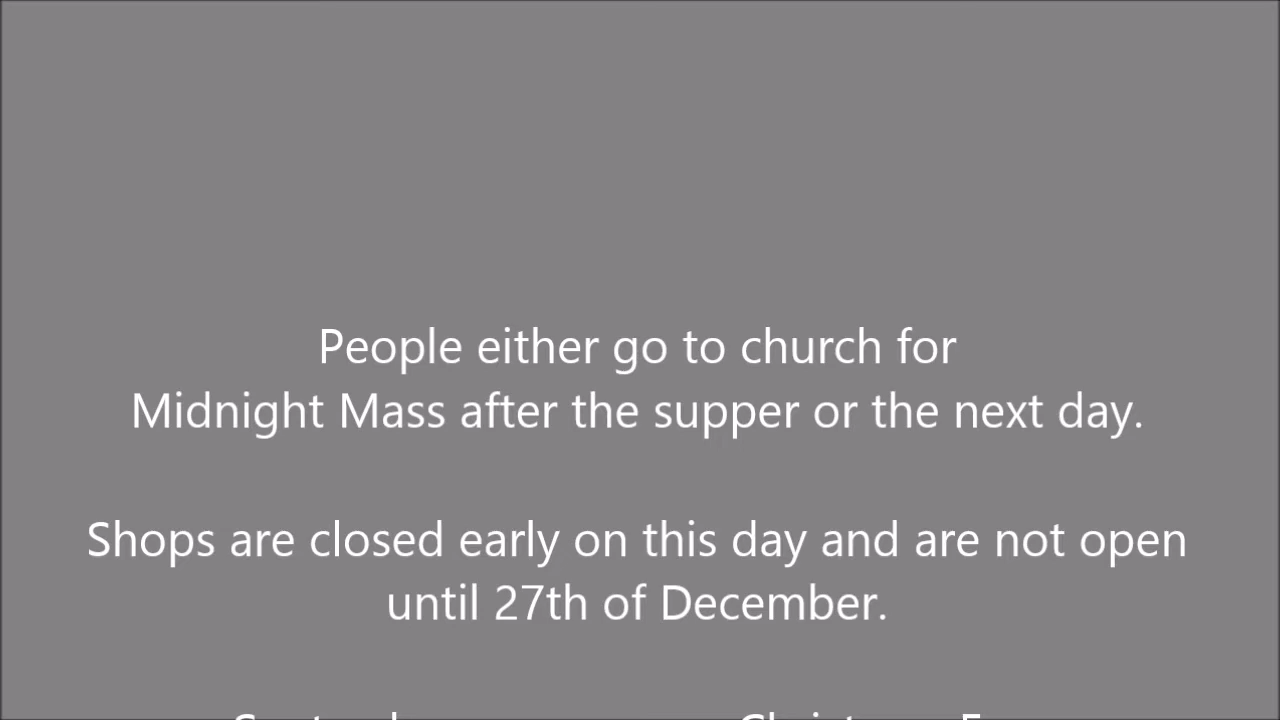 People either go to church for
Midnight Mass after the supper or the next day.
Shops are closed early on this day and are not open
until 27th of December.